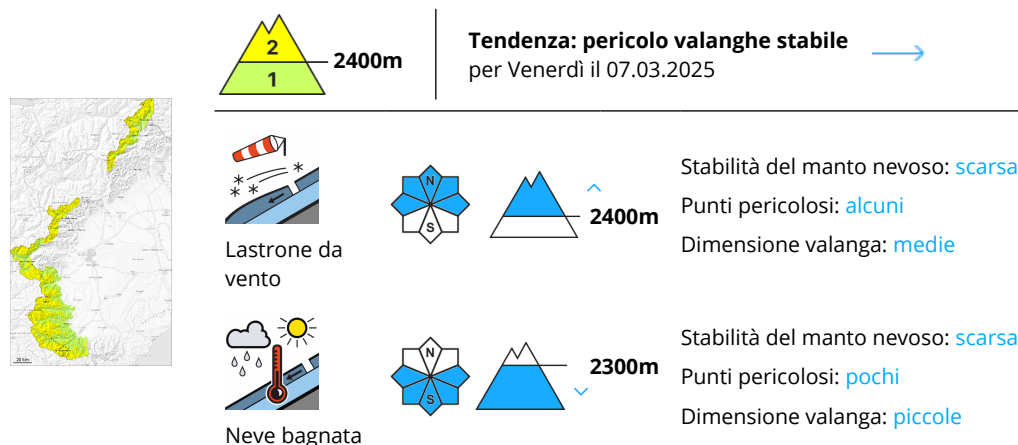 2
1
2400m
Tendenza: pericolo valanghe stabile
per Venerdì il 07.03.2025
20 km
Lastrone da
vento
N
S
2400m
Stabilità del manto nevoso: scarsa
Punti pericolosi: alcuni
Dimensione valanga: medie
Neve bagnata
N
S
2300m
Stabilità del manto nevoso: scarsa
Punti pericolosi: pochi
Dimensione valanga: piccole